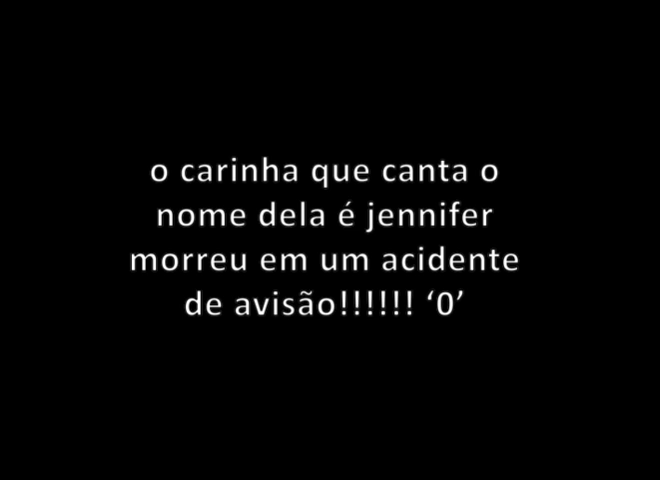 o carinha que canta o
nome dela é jennifer
morreu em um acidente
de avisão!!!!!! ‘0’